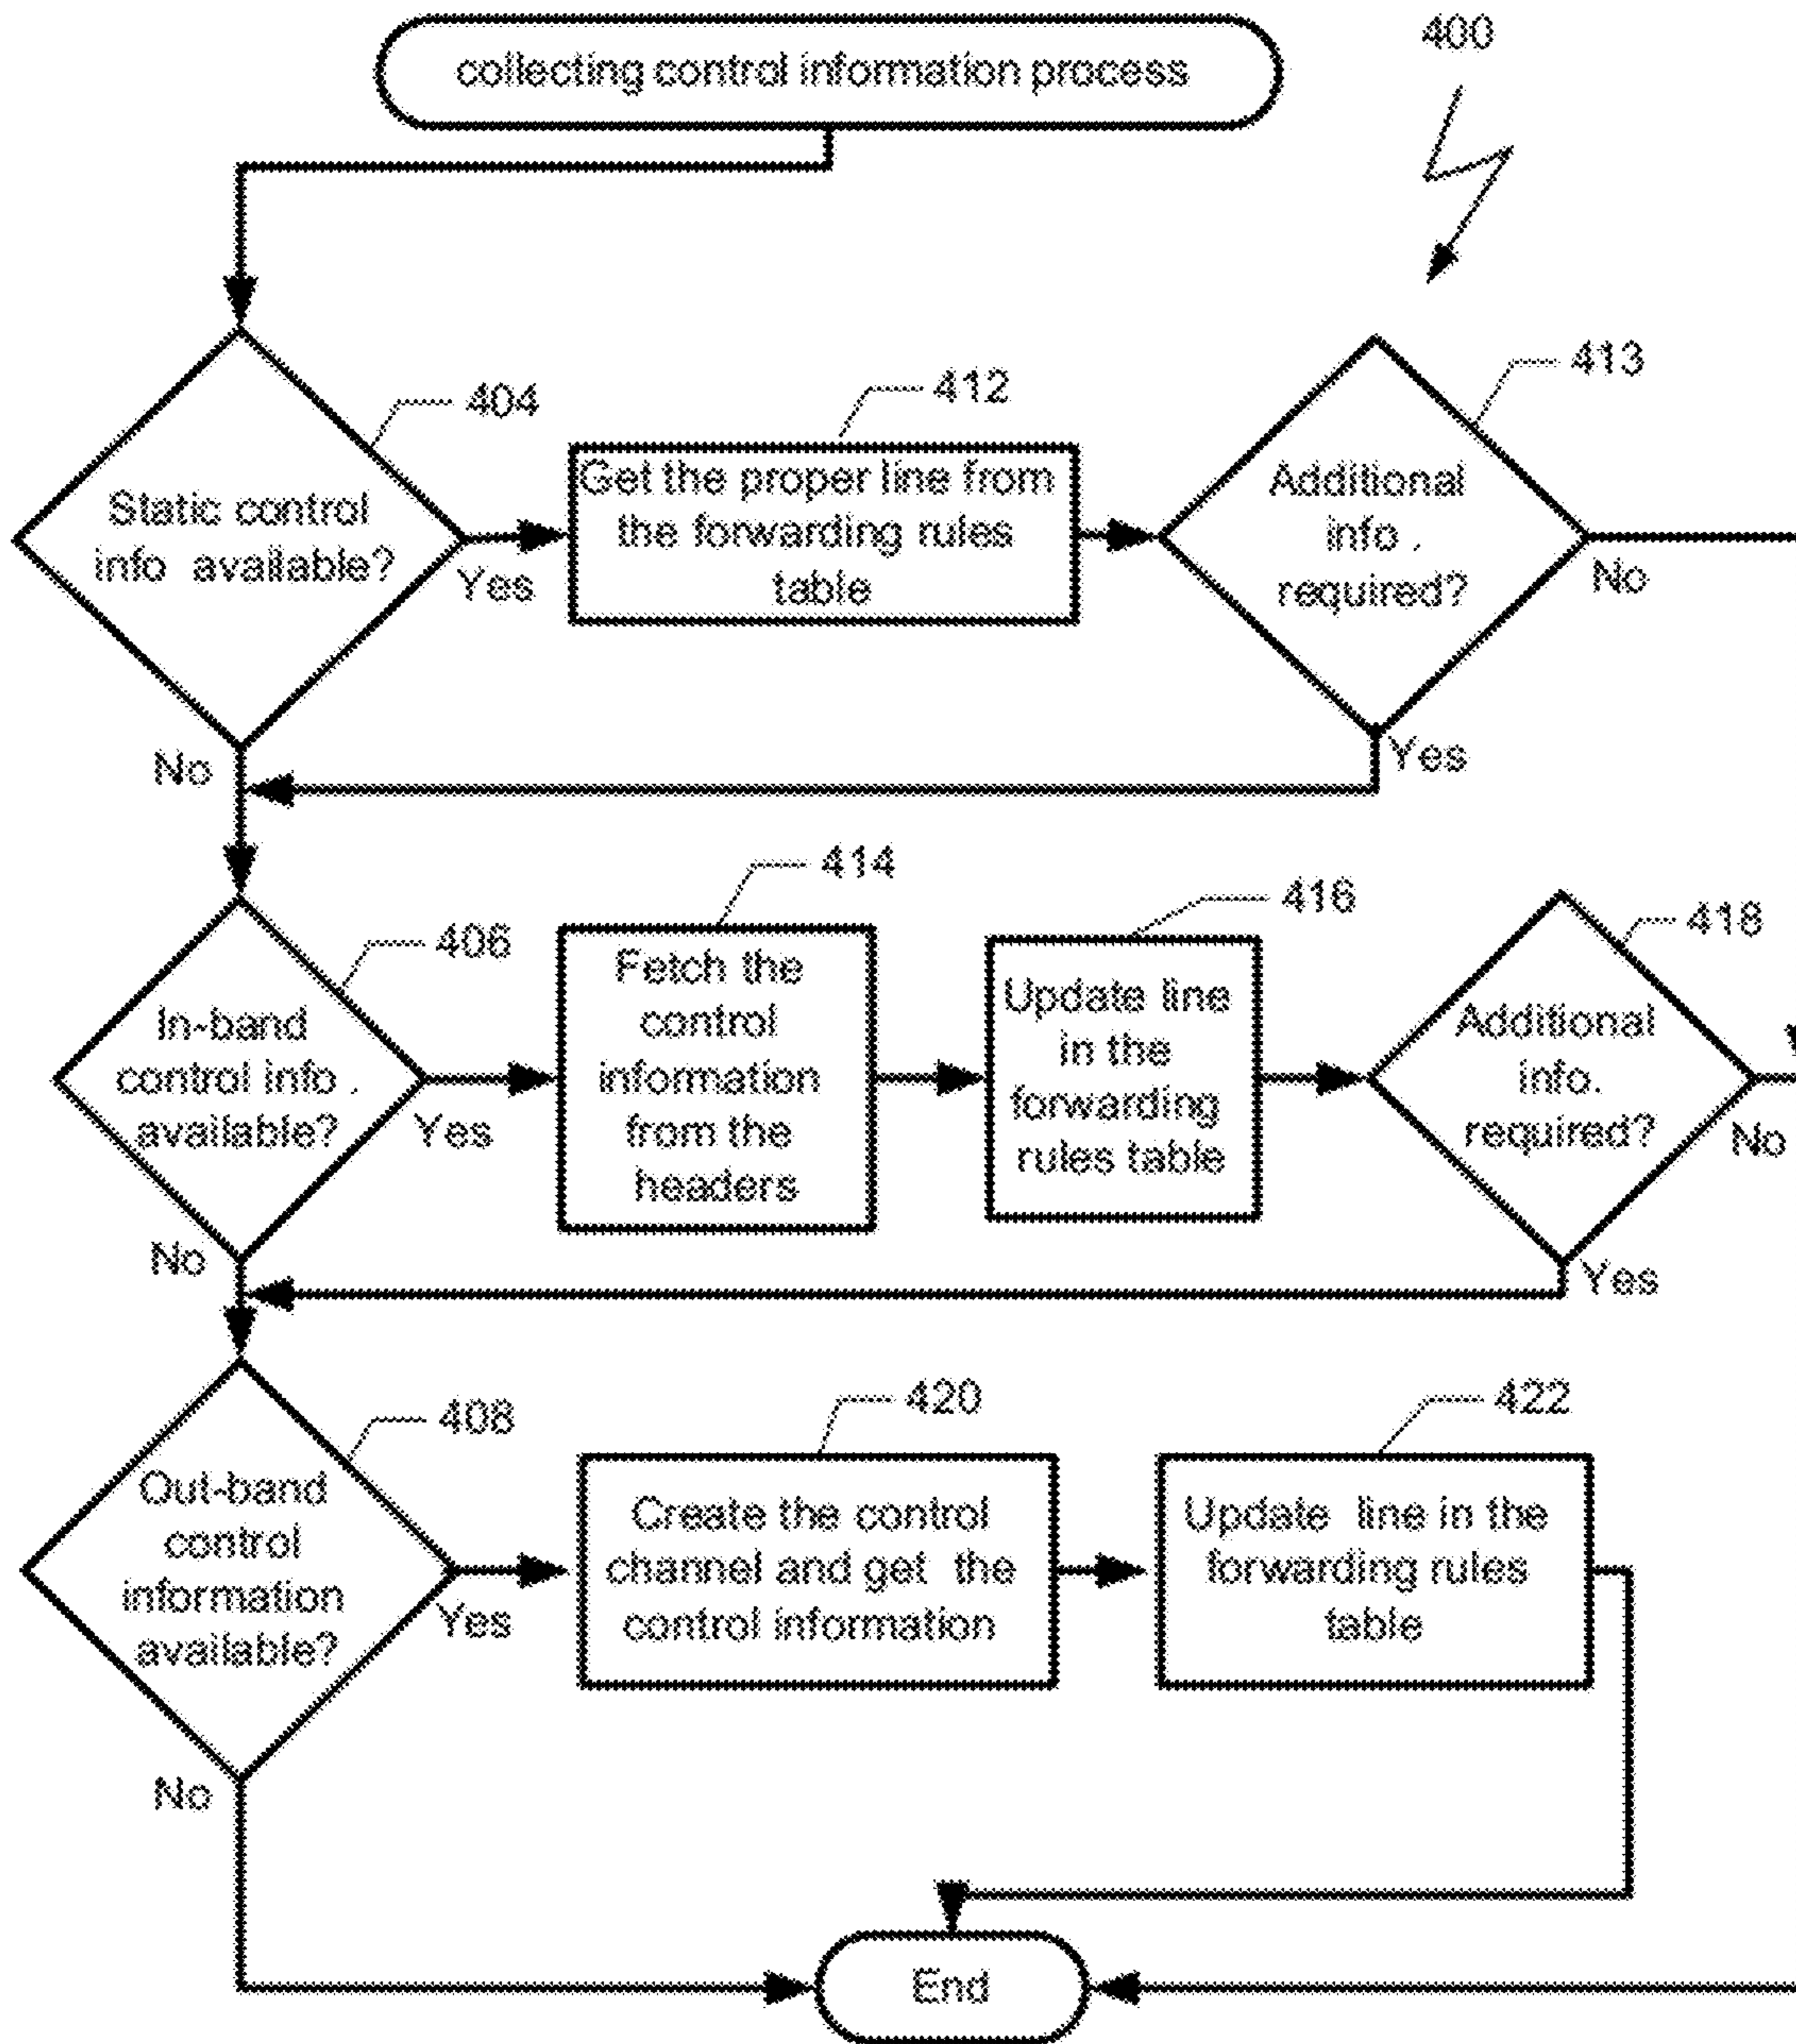 collecting control information process
400
404
Static control
info available?
Yes
No
412
Get the proper line from
the forwarding rules
table
413
Additional
info .
required?
No
Yes
406
In-band
control info .
available?
Yes
No
414
Fetch the
control
information
from the
headers
416
Update line
in the
forwarding
rules table
418
Additional
info.
required?
No
Yes
408
Out-band
control
information
available?
Yes
No
420
Create the control
channel and get the
control information
422
Update line in the
forwarding rules
table
End